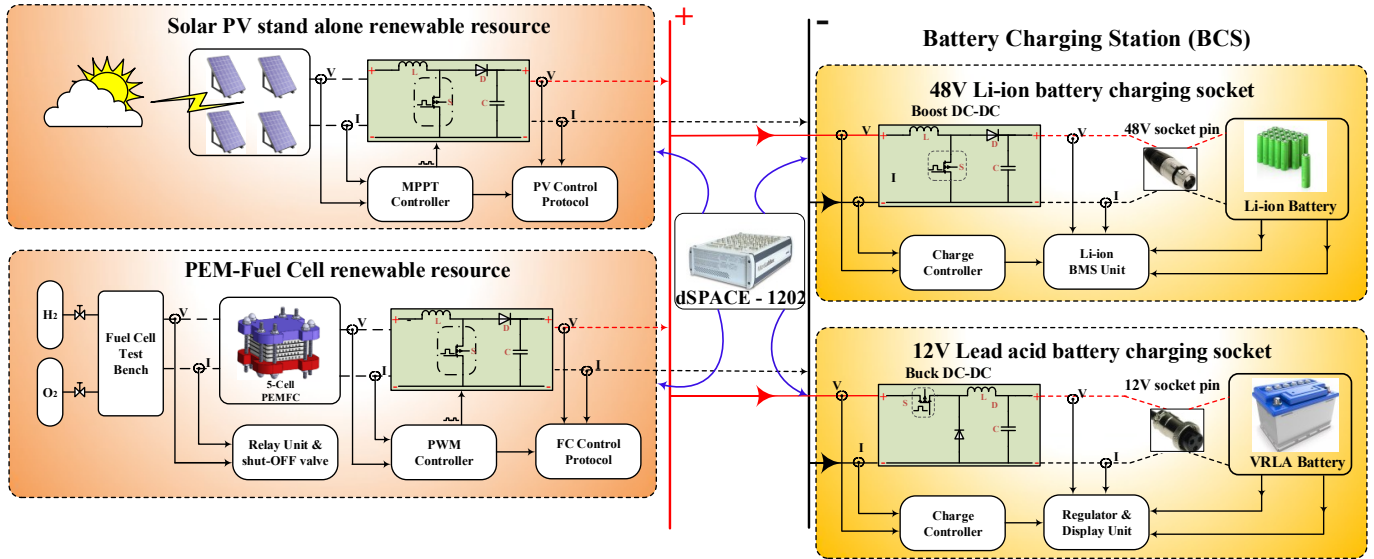 Solar PV stand alone renewable resource
V
I
+
-
L
D
S
C
+
-
V
I
MPPT
Controller
PV Control
Protocol
PEM-Fuel Cell renewable resource
H2
O2
Fuel Cell
Test
Bench
V
I
5-Cell
PEMFC
V
I
Relay Unit &
shut-OFF valve
+
-
L
D
S
C
+
-
V
I
PWM
Controller
FC Control
Protocol
+
-
dSPACE - 1202
Battery Charging Station (BCS)
48V Li-ion battery charging socket
Boost DC-DC
V
I
+
-
L
D
S
C
+
-
V
I
48V socket pin
Li-ion Battery
Charge
Controller
Li-ion
BMS Unit
12V Lead acid battery charging socket
Buck DC-DC
V
I
+
-
S
L
D
C
+
-
V
I
12V socket pin
VRLA Battery
Charge
Controller
Regulator &
Display Unit